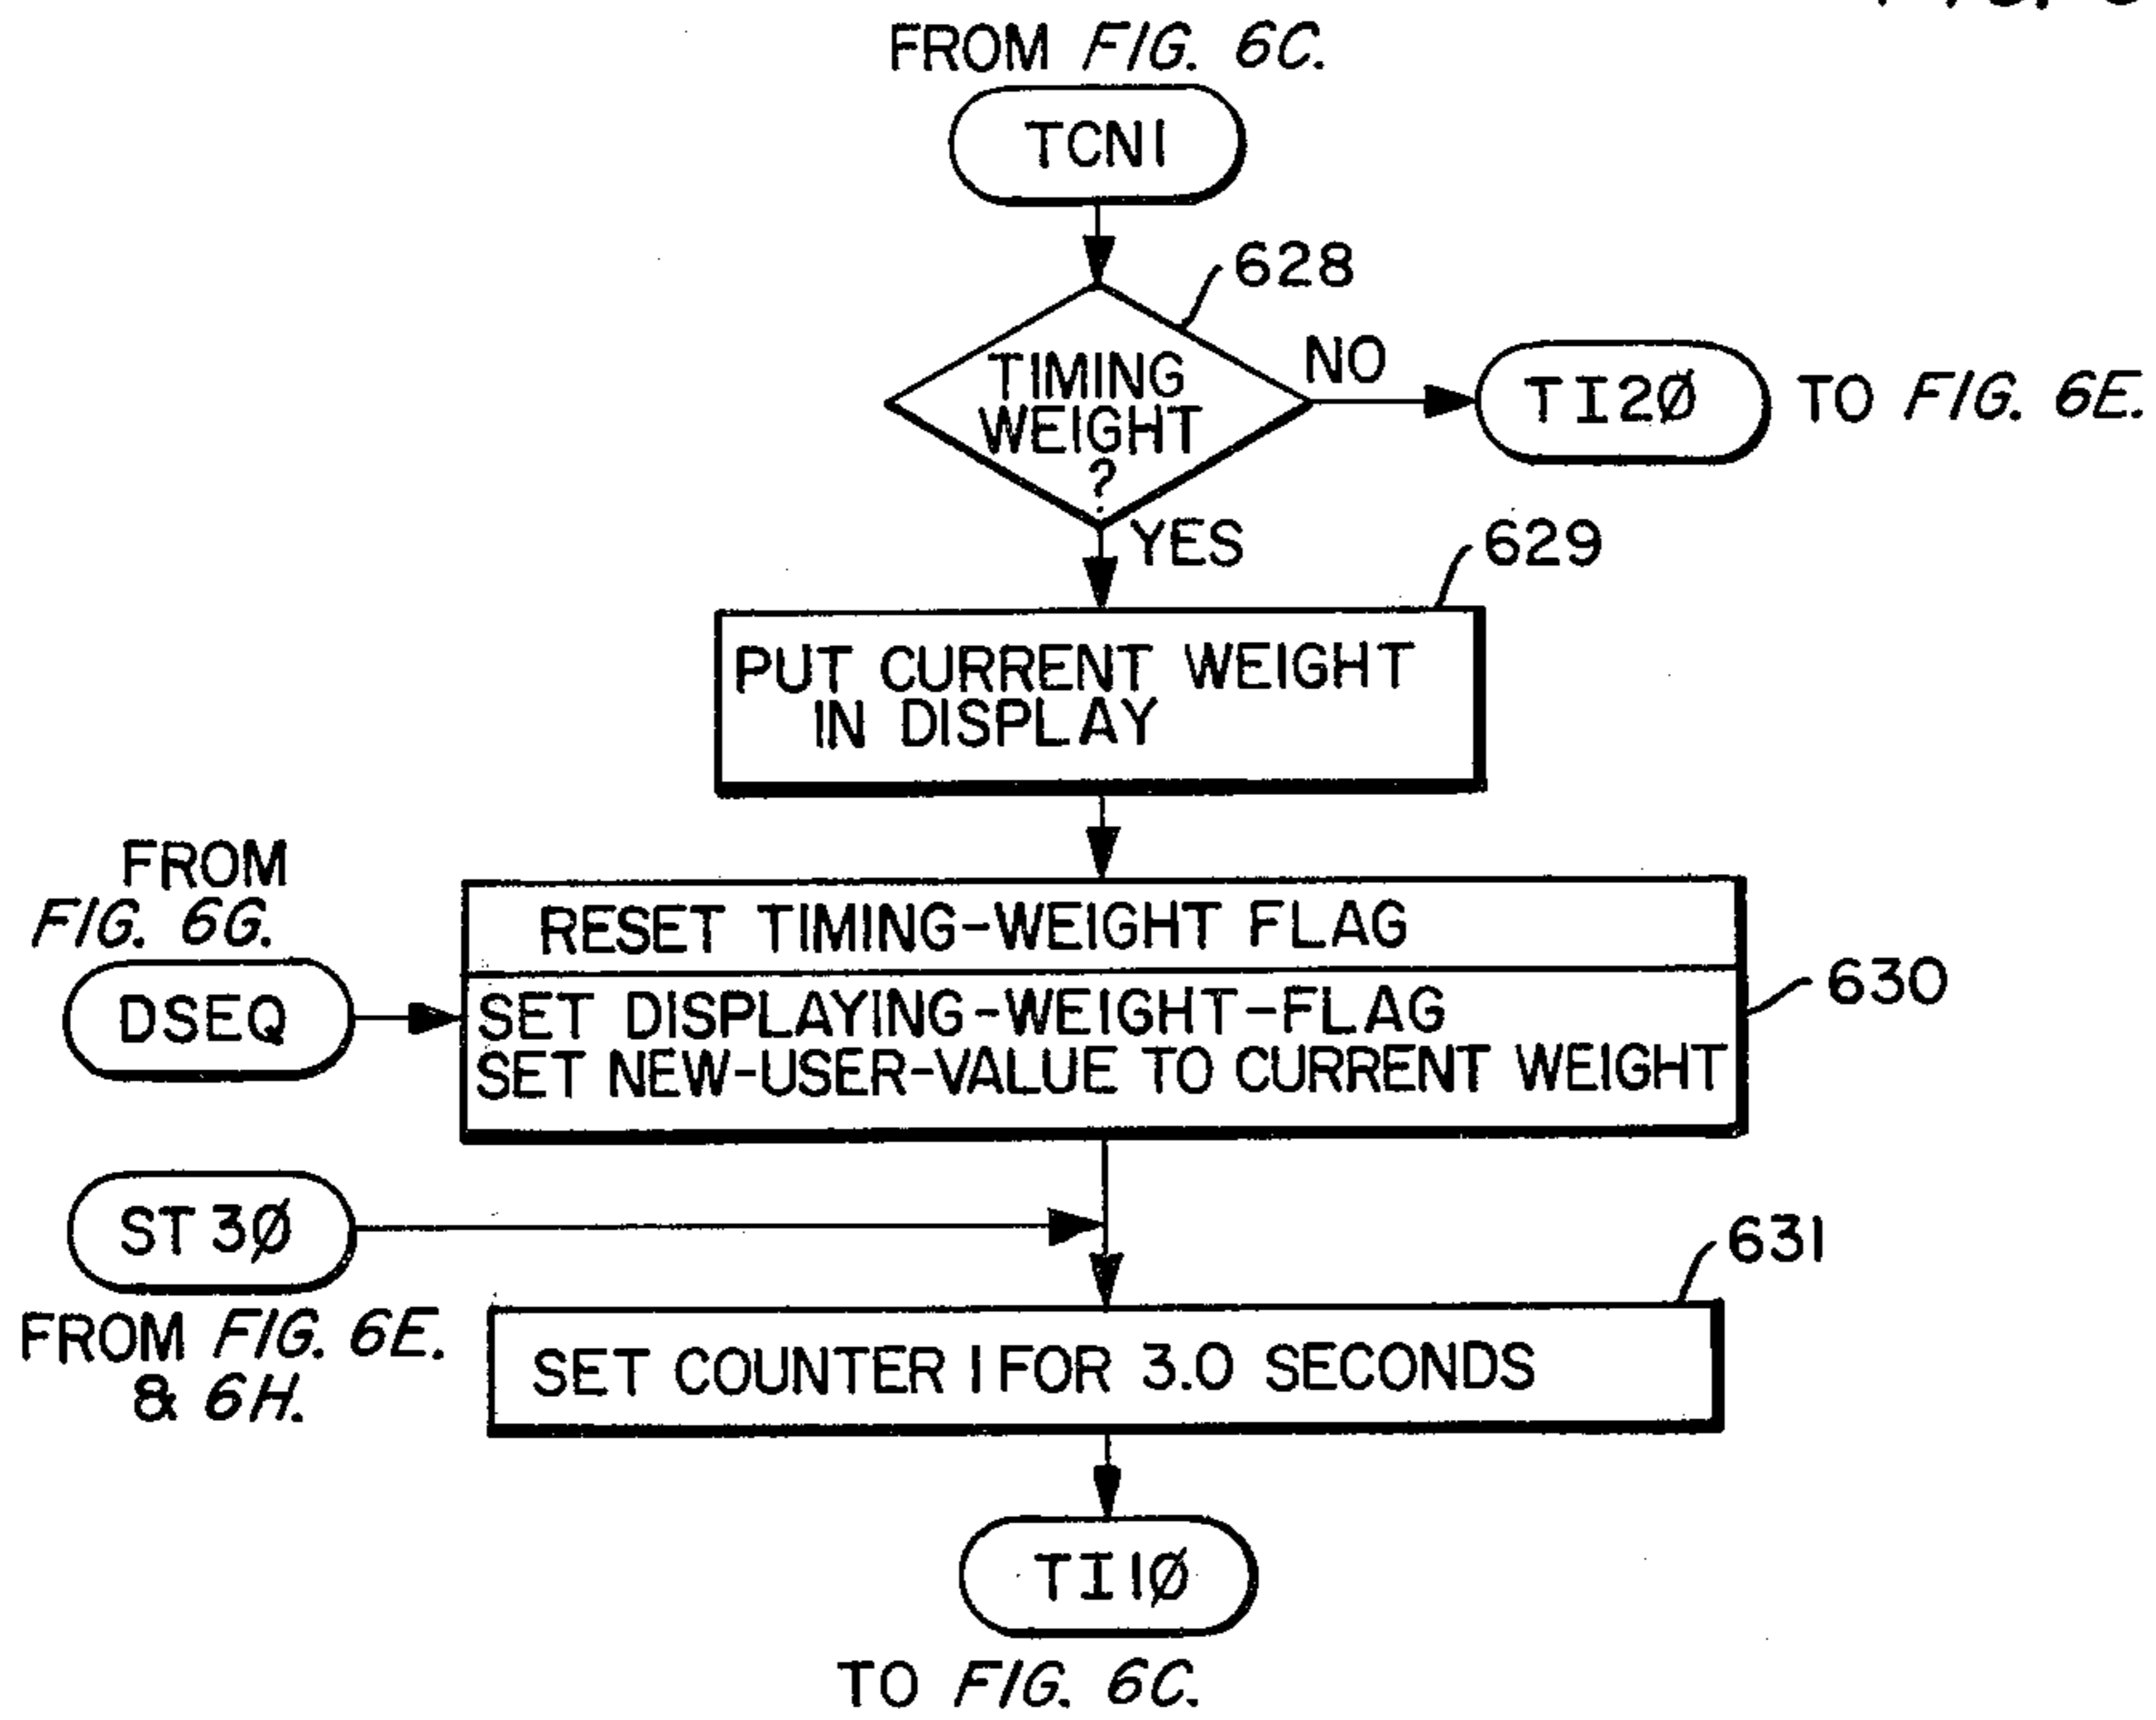 FROM FIG. 6C.
TCN1
628
TIMING
WEIGHT
?
NO
TI2Ø
TO FIG. 6E.
YES
629
PUT CURRENT WEIGHT
IN DISPLAY
FROM
FIG. 6G.
DSEQ
RESET TIMING-WEIGHT FLAG
SET DISPLAYING-WEIGHT-FLAG
SET NEW-USER-VALUE TO CURRENT WEIGHT
630
ST3Ø
FROM FIG. 6E.
& 6H.
631
SET COUNTER 1 FOR 3.0 SECONDS
TI1Ø
TO FIG. 6C.